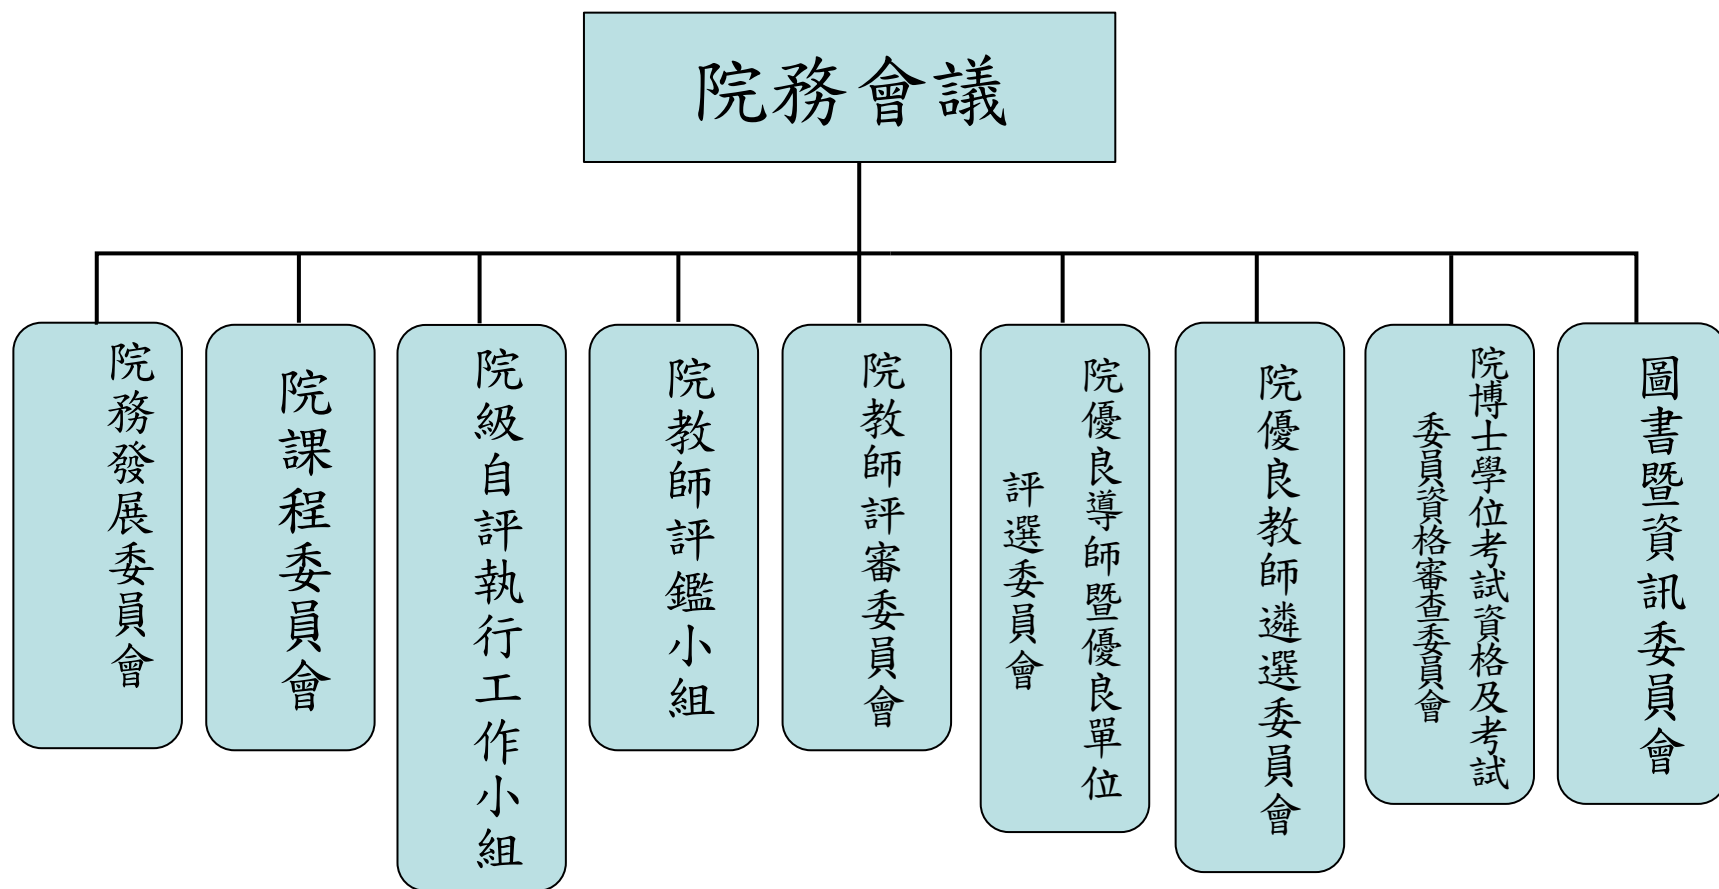 院務會議
院務發展委員會
院課程委員會
院級自評執行工作小組
院教師評鑑小組
院教師評審委員會
院優良導師暨優良單位
評選委員會
院優良教師遴選委員會
院博士學位考試資格及考試
委員資格審查委員會
圖書暨資訊委員會